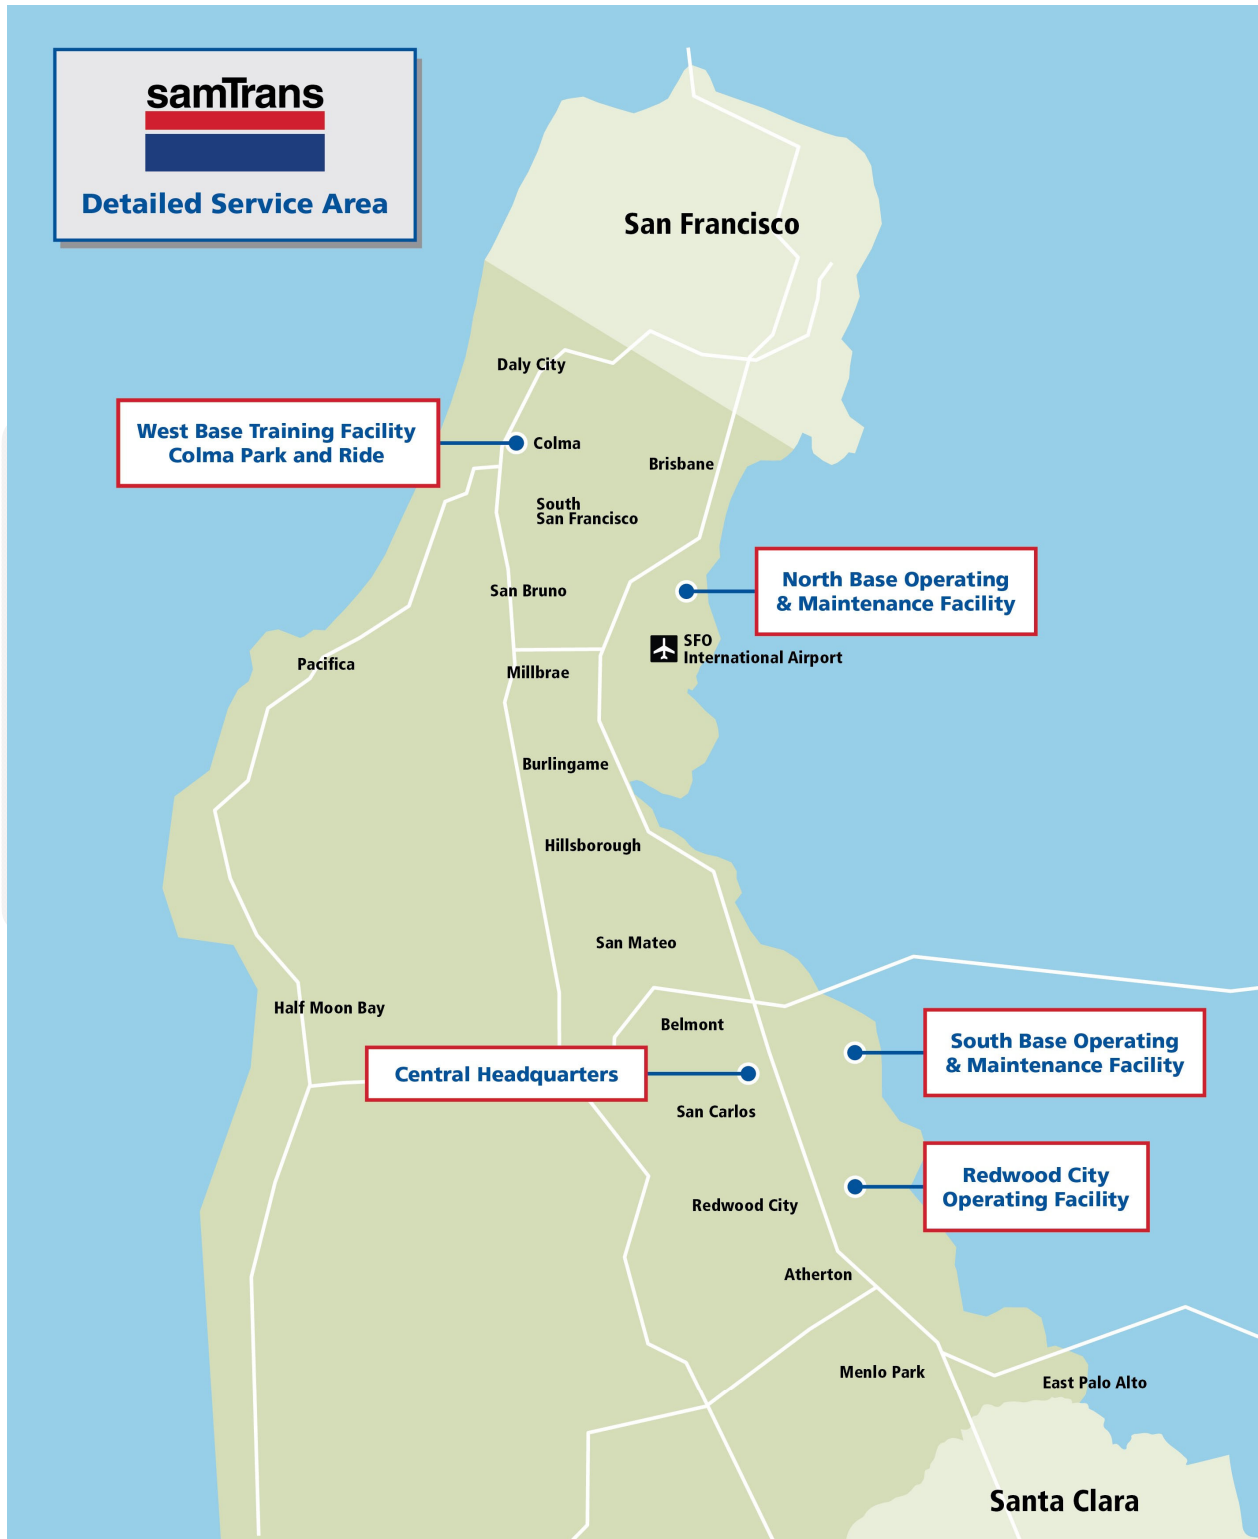 samTrans
Detailed Service Area
San Francisco
Daly City
West Base Training Facility
Colma Park and Ride
Colma
Brisbane
South
San Francisco
North Base Operating
& Maintenance Facility
San Bruno
SFO
International Airport
Pacifica
Millbrae
Burlingame
Hillsborough
San Mateo
Half Moon Bay
Belmont
South Base Operating
& Maintenance Facility
Central Headquarters
San Carlos
Redwood City
Operating Facility
Redwood City
Atherton
Menlo Park
East Palo Alto
Santa Clara